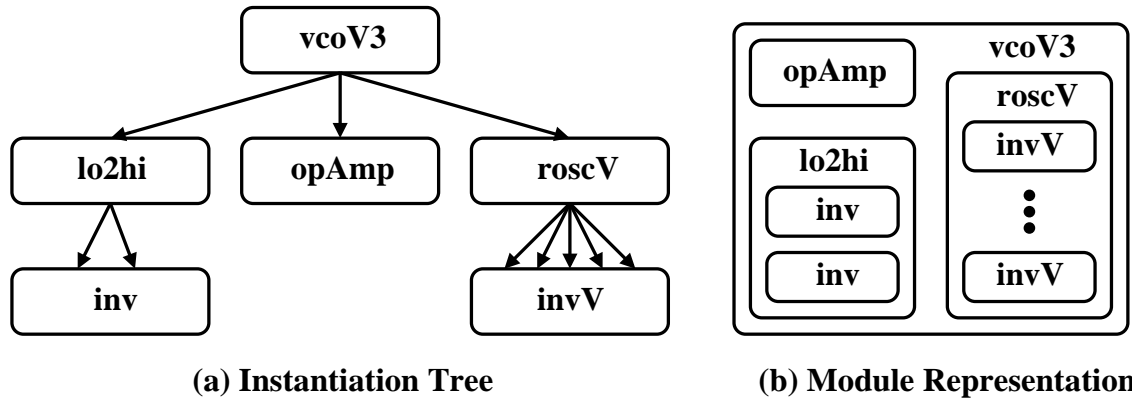 vcoV3
lo2hi
opAmp
roscV
inv
invV
(a) Instantiation Tree
vcoV3
opAmp
roscV
invV
lo2hi
inv
inv
invV
(b) Module Representation